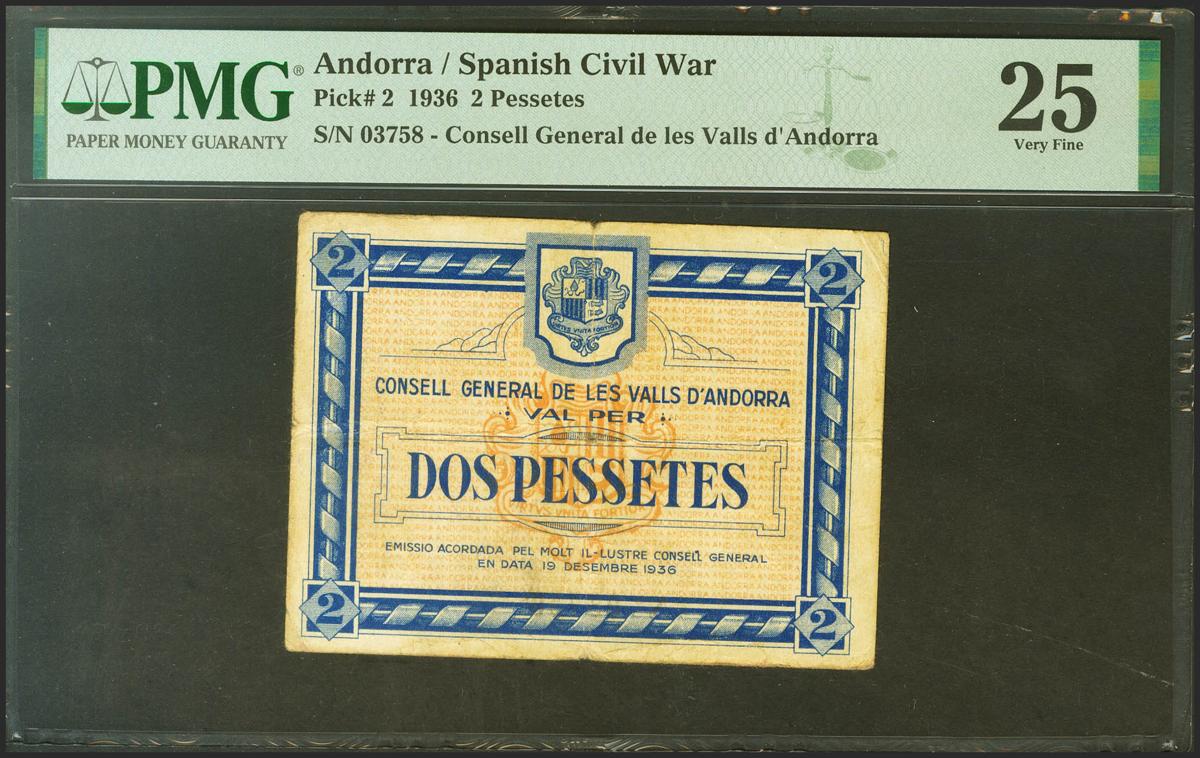 PMG®
PAPER MONEY GUARANTY
Andorra / Spanish Civil War
Pick# 2 1936 2 Pessetes
S/N 03758 - Consell General de les Valls d'Andorra
25
Very Fine
2
2
VIRTVS VNITA FORTIOR
CONSELL GENERAL DE LES VALLS D'ANDORRA
VAL PER
DOS PESSETES
VIRTVS VNITA FORTIOR
EMISSIO ACORDADA PEL MOLT IL-LUSTRE CONSELL GENERAL
EN DATA 19 DESEMBRE 1936
2
2